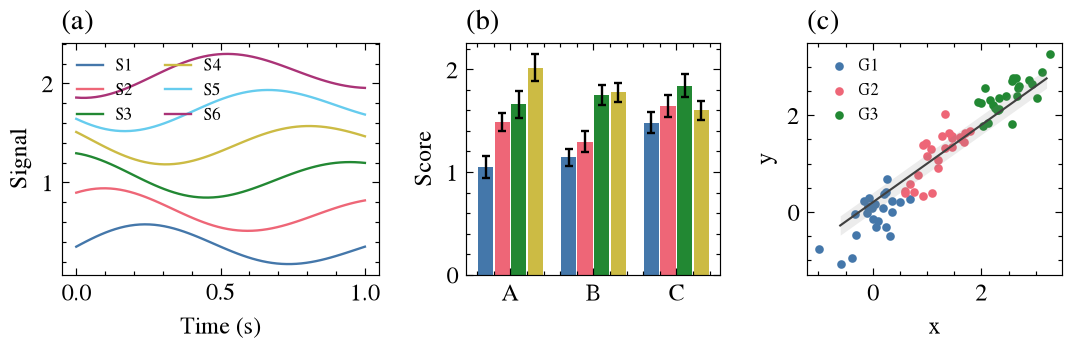 (a)
S1 S4
S2 S5
S3 S6
2
1
Signal
0.0 0.5 1.0
Time (s)
(b)
2
1
0
Score
A B C
(c)
G1
G2
G3
2
0
y
0 2
x